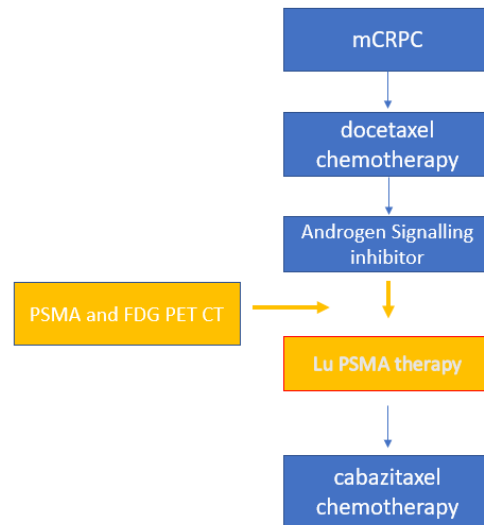 mCRPC
docetaxel
chemotherapy
Androgen Signalling
inhibitor
PSMA and FDG PET CT
Lu PSMA therapy
cabazitaxel
chemotherapy